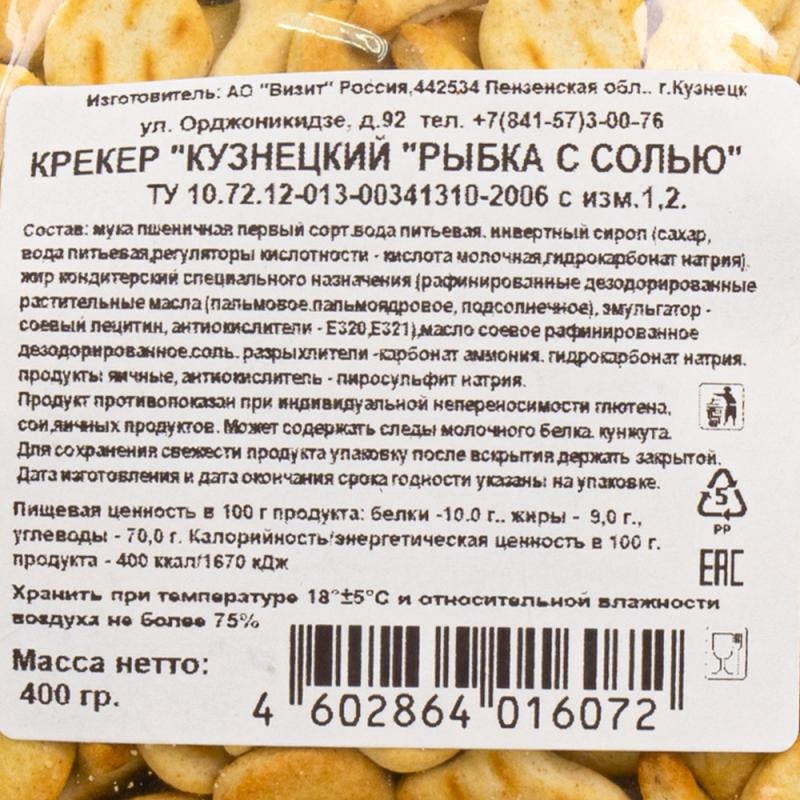 Изготовитель: АО "Визит" Россия,442534 Пензенская обл.. г.Кузнецк
ул. Орджоникидзе, д.92 тел. +7(841-57)3-00-76
КРЕКЕР "КУЗНЕЦКИЙ "РЫБКА С СОЛЬЮ"
ТУ 10.72.12-013-00341310-2006 с изм.1,2.
Состав: мука пшеничная первый сорт.вода питьевая. инвертный сироп (сахар,
вода питьевая,регуляторы кислотности - кислота молочная,гидрокарбонат натрия).
жир кондитерский специального назначения (рафинированные дезодорированные
растительные масла (пальмовое.пальмоядровое, подсолнечное), эмульгатор -
соевый лецитин, антиокислители - Е320,Е321),масло соевое рафинированное
дезодорированное.соль. разрыхлители -карбонат аммония. гидрокарбонат натрия.
продукты яичные, антиокислитель - пиросульфит натрия.
Продукт противопоказан при индивидуальной непереносимости глютена,
сои,яичных продуктов. Может содержать следы молочного белка. кунжута.
Для сохранения свежести продукта упаковку после вскрытия держать закрытой.
Дата изготовления и дата окончания срока годности указаны на упаковке.
Пищевая ценность в 100 г продукта: белки -10.0 г.. жиры - 9,0 г.,
углеводы - 70,0 г. Калорийность/энергетическая ценность в 100 г.
продукта - 400 ккал/1670 кДж
5
PP
EAC
Хранить при температуре 18°±5°С и относительной влажности
воздуха не более 75%
Масса нетто:
400 гр.
4 602864 016072